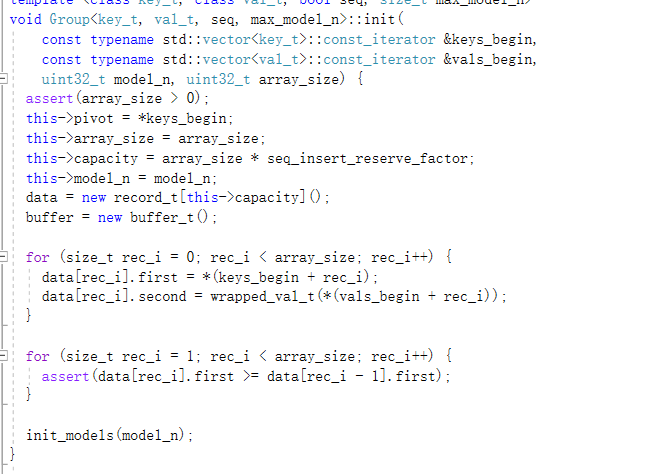 template <class key_t, class val_t, bool seq, size_t max_model_n>
void Group<key_t, val_t, seq, max_model_n>::init(
    const typename std::vector<key_t>::const_iterator &keys_begin,
    const typename std::vector<val_t>::const_iterator &vals_begin,
    uint32_t model_n, uint32_t array_size) {
  assert(array_size > 0);
  this->pivot = *keys_begin;
  this->array_size = array_size;
  this->capacity = array_size * seq_insert_reserve_factor;
  this->model_n = model_n;
  data = new record_t[this->capacity]();
  buffer = new buffer_t();
  for (size_t rec_i = 0; rec_i < array_size; rec_i++) {
    data[rec_i].first = *(keys_begin + rec_i);
    data[rec_i].second = wrapped_val_t(*(vals_begin + rec_i));
  }
  for (size_t rec_i = 1; rec_i < array_size; rec_i++) {
    assert(data[rec_i].first >= data[rec_i - 1].first);
  }
  init_models(model_n);
}